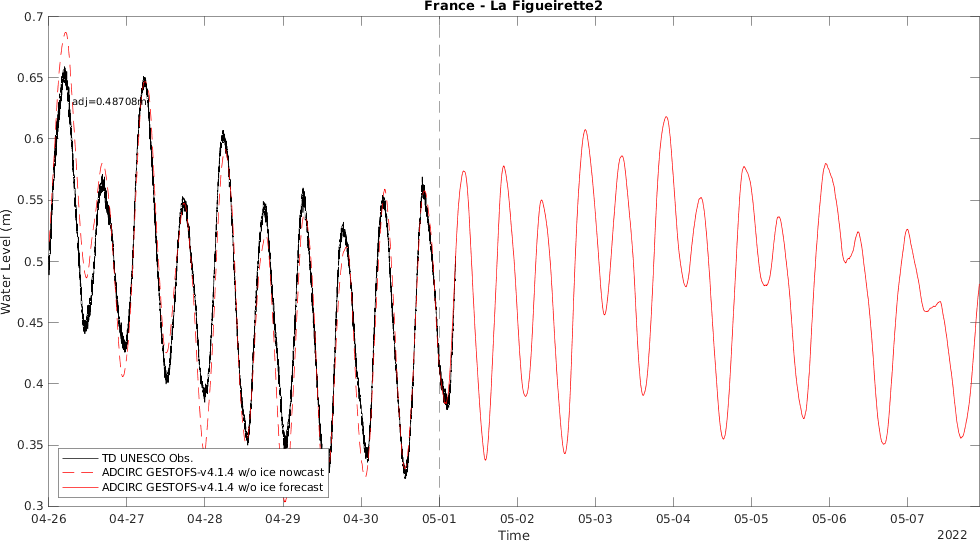 France - La Figueirette2
0.7
0.65
0.6
0.55
0.5
0.45
0.4
0.35
0.3
Water Level (m)
adj=0.48708m
TD UNESCO Obs.
ADCIRC GESTOFS-v4.1.4 w/o ice nowcast
ADCIRC GESTOFS-v4.1.4 w/o ice forecast
04-26 04-27 04-28 04-29 04-30 05-01 05-02 05-03 05-04 05-05 05-06 05-07
Time
2022